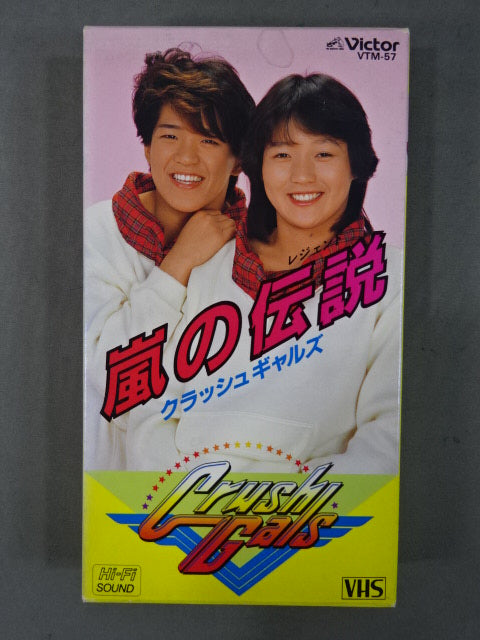 Victor
VTM-57
レジェンド
嵐の伝説
クラッシュギャルズ
Crush
Gals
Hi-Fi
SOUND
VHS